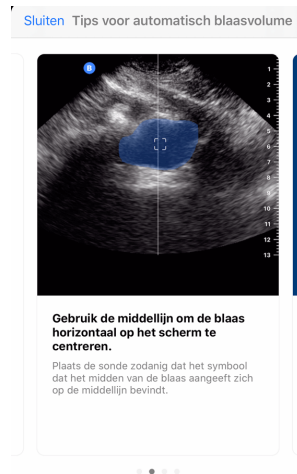 Sluiten Tips voor automatisch blaasvolume
B
1
2
3
4
5
6
7
8
9
10
11
12
13
Gebruik de middellijn om de blaas
horizontaal op het scherm te
centreren.
Plaats de sonde zodanig dat het symbool
dat het midden van de blaas aangeeft zich
op de middellijn bevindt.